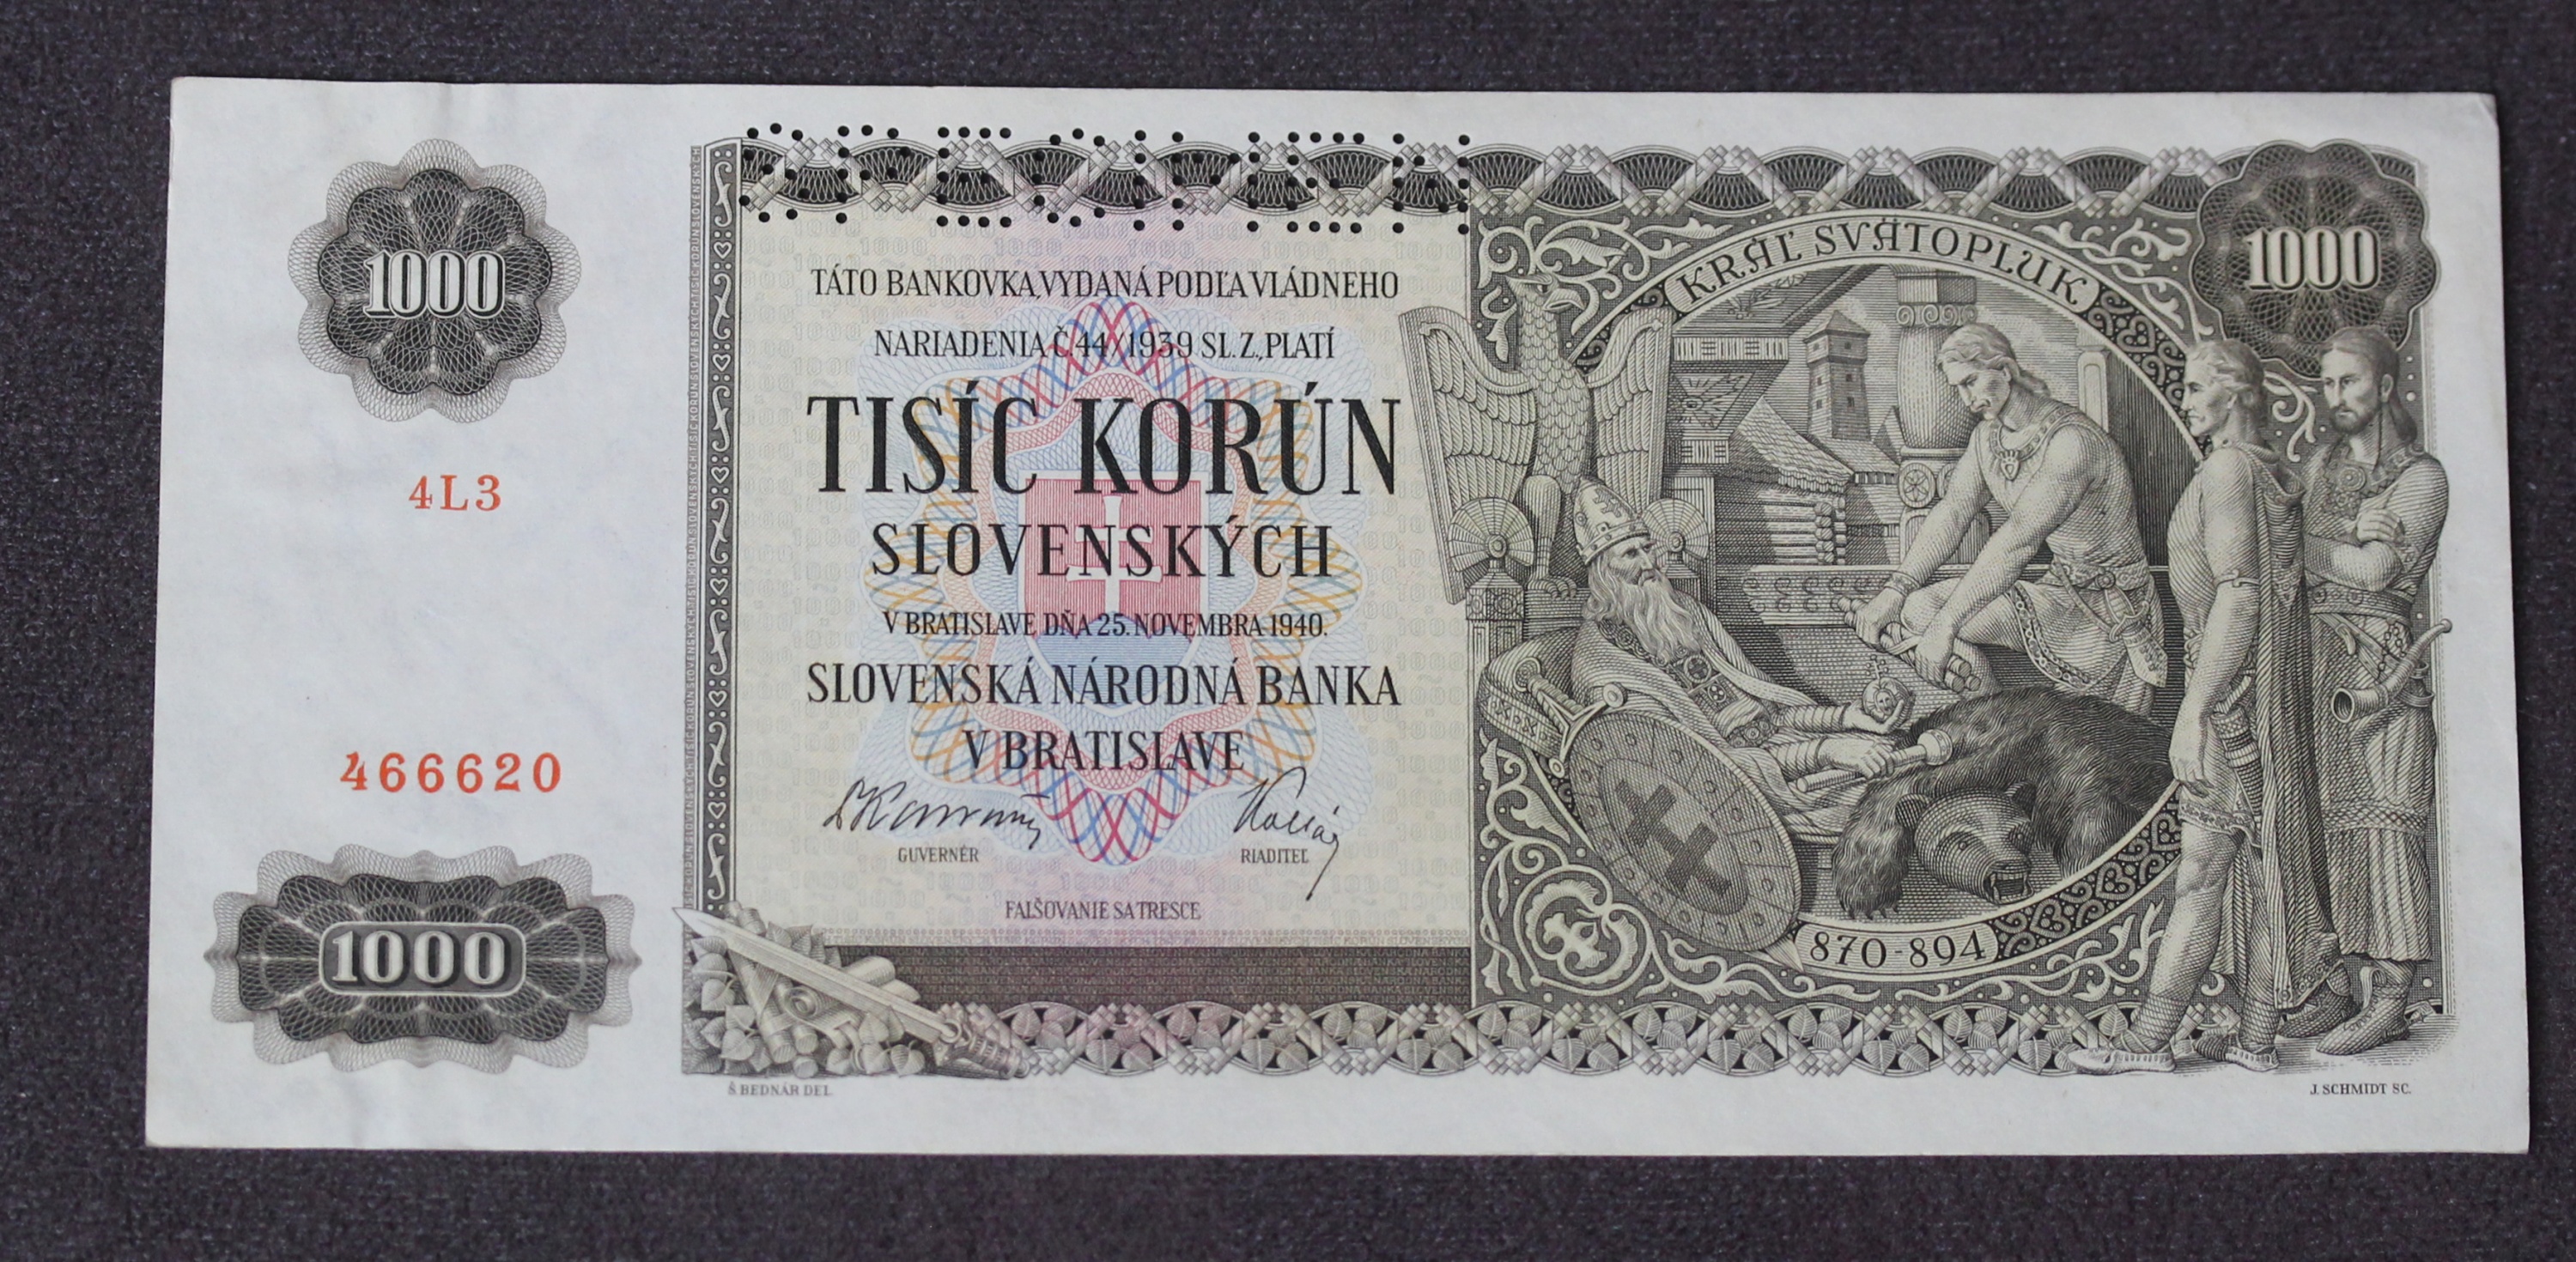 1000
4L3
466620
1000
SPECIMEN
TÁTO BANKOVKA, VYDANÁ PODĽA VLÁDNEHO
NARIADENIA Č. 44/1939 SL. Z., PLATÍ
TISÍC KORÚN
SLOVENSKÝCH
V BRATISLAVE DŇA 25. NOVEMBRA 1940.
SLOVENSKÁ NÁRODNÁ BANKA
V BRATISLAVE
GUVERNÉR
RIADITEĽ
FALŠOVANIE SA TRESCE
Š. BEDNÁR DEL.
KRÁĽ SVÄTOPLUK
1000
870-894
J. SCHMIDT SC.